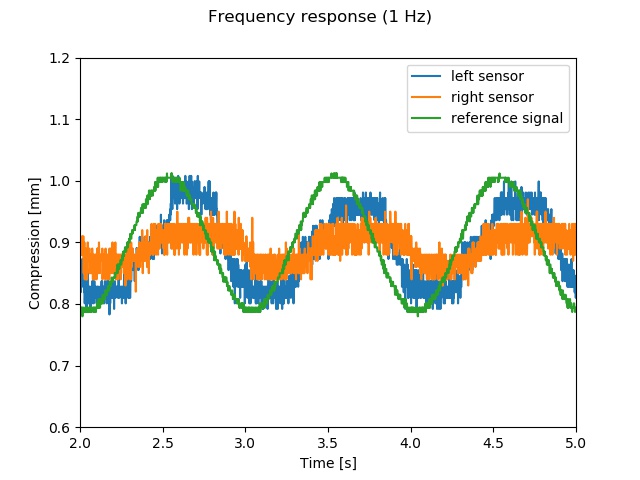 Frequency response (1 Hz)
1.2
1.1
1.0
0.9
0.8
0.7
0.6
Compression [mm]
left sensor
right sensor
reference signal
2.0 2.5 3.0 3.5 4.0 4.5 5.0
Time [s]